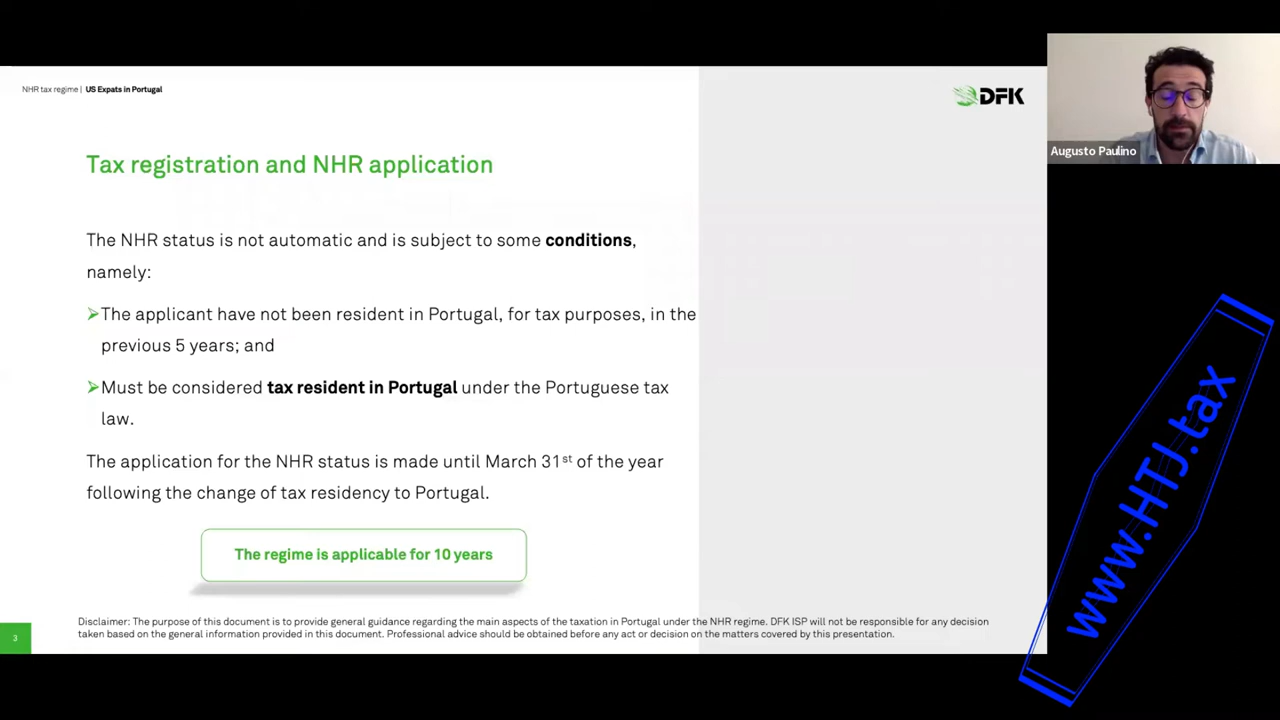 NHR tax regime | US Expats in Portugal
DFK
Augusto Paulino
Tax registration and NHR application
The NHR status is not automatic and is subject to some conditions,
namely:
➤The applicant have not been resident in Portugal, for tax purposes, in the
previous 5 years; and
➤Must be considered tax resident in Portugal under the Portuguese tax
law.
The application for the NHR status is made until March 31st of the year
following the change of tax residency to Portugal.
The regime is applicable for 10 years
www.HTJ.tax
Disclaimer: The purpose of this document is to provide general guidance regarding the main aspects of the taxation in Portugal under the NHR regime. DFK ISP will not be responsible for any decision
taken based on the general information provided in this document. Professional advice should be obtained before any act or decision on the matters covered by this presentation.
3